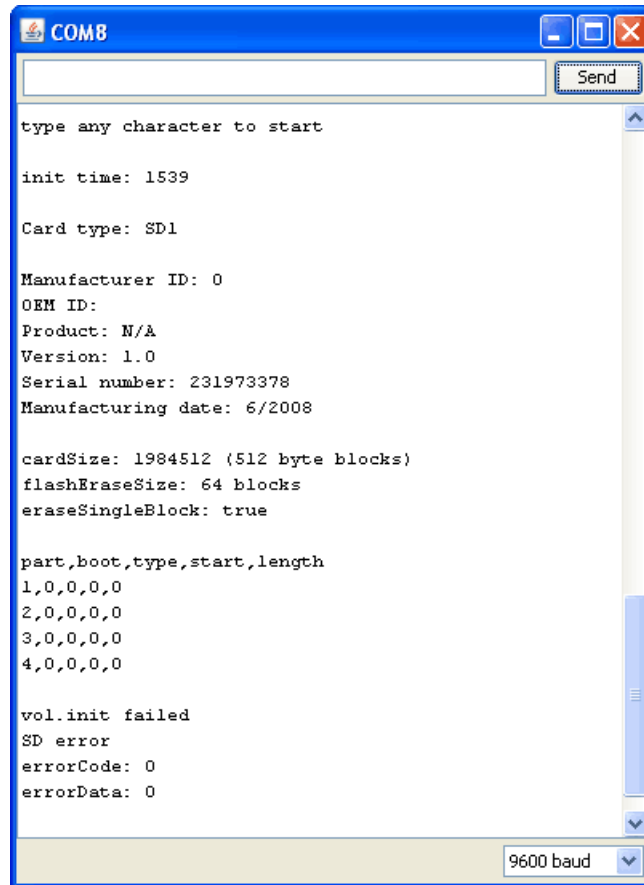 COM8
Send
type any character to start
init time: 1539
Card type: SD1
Manufacturer ID: 0
OEM ID:
Product: N/A
Version: 1.0
Serial number: 231973378
Manufacturing date: 6/2008
cardSize: 1984512 (512 byte blocks)
flashEraseSize: 64 blocks
eraseSingleBlock: true
part,boot,type,start,length
1,0,0,0,0
2,0,0,0,0
3,0,0,0,0
4,0,0,0,0
vol.init failed
SD error
errorCode: 0
errorData: 0
9600 baud